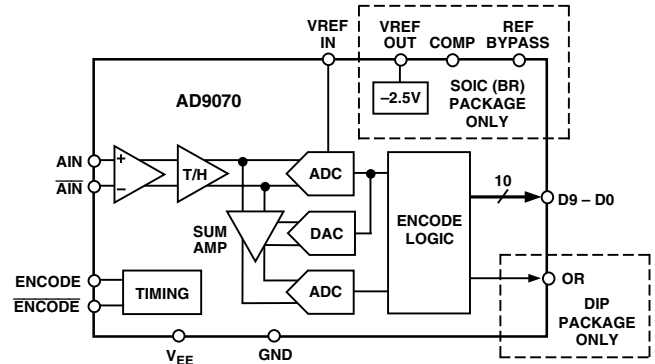 VREF
IN
VREF
OUT
COMP
REF
BYPASS
–2.5V
SOIC (BR)
PACKAGE
ONLY
AD9070
AIN
AIN
+
–
T/H
ADC
SUM
AMP
DAC
ADC
ENCODE
LOGIC
10
D9 – D0
ENCODE
ENCODE
TIMING
OR
DIP
PACKAGE
ONLY
VEE
GND